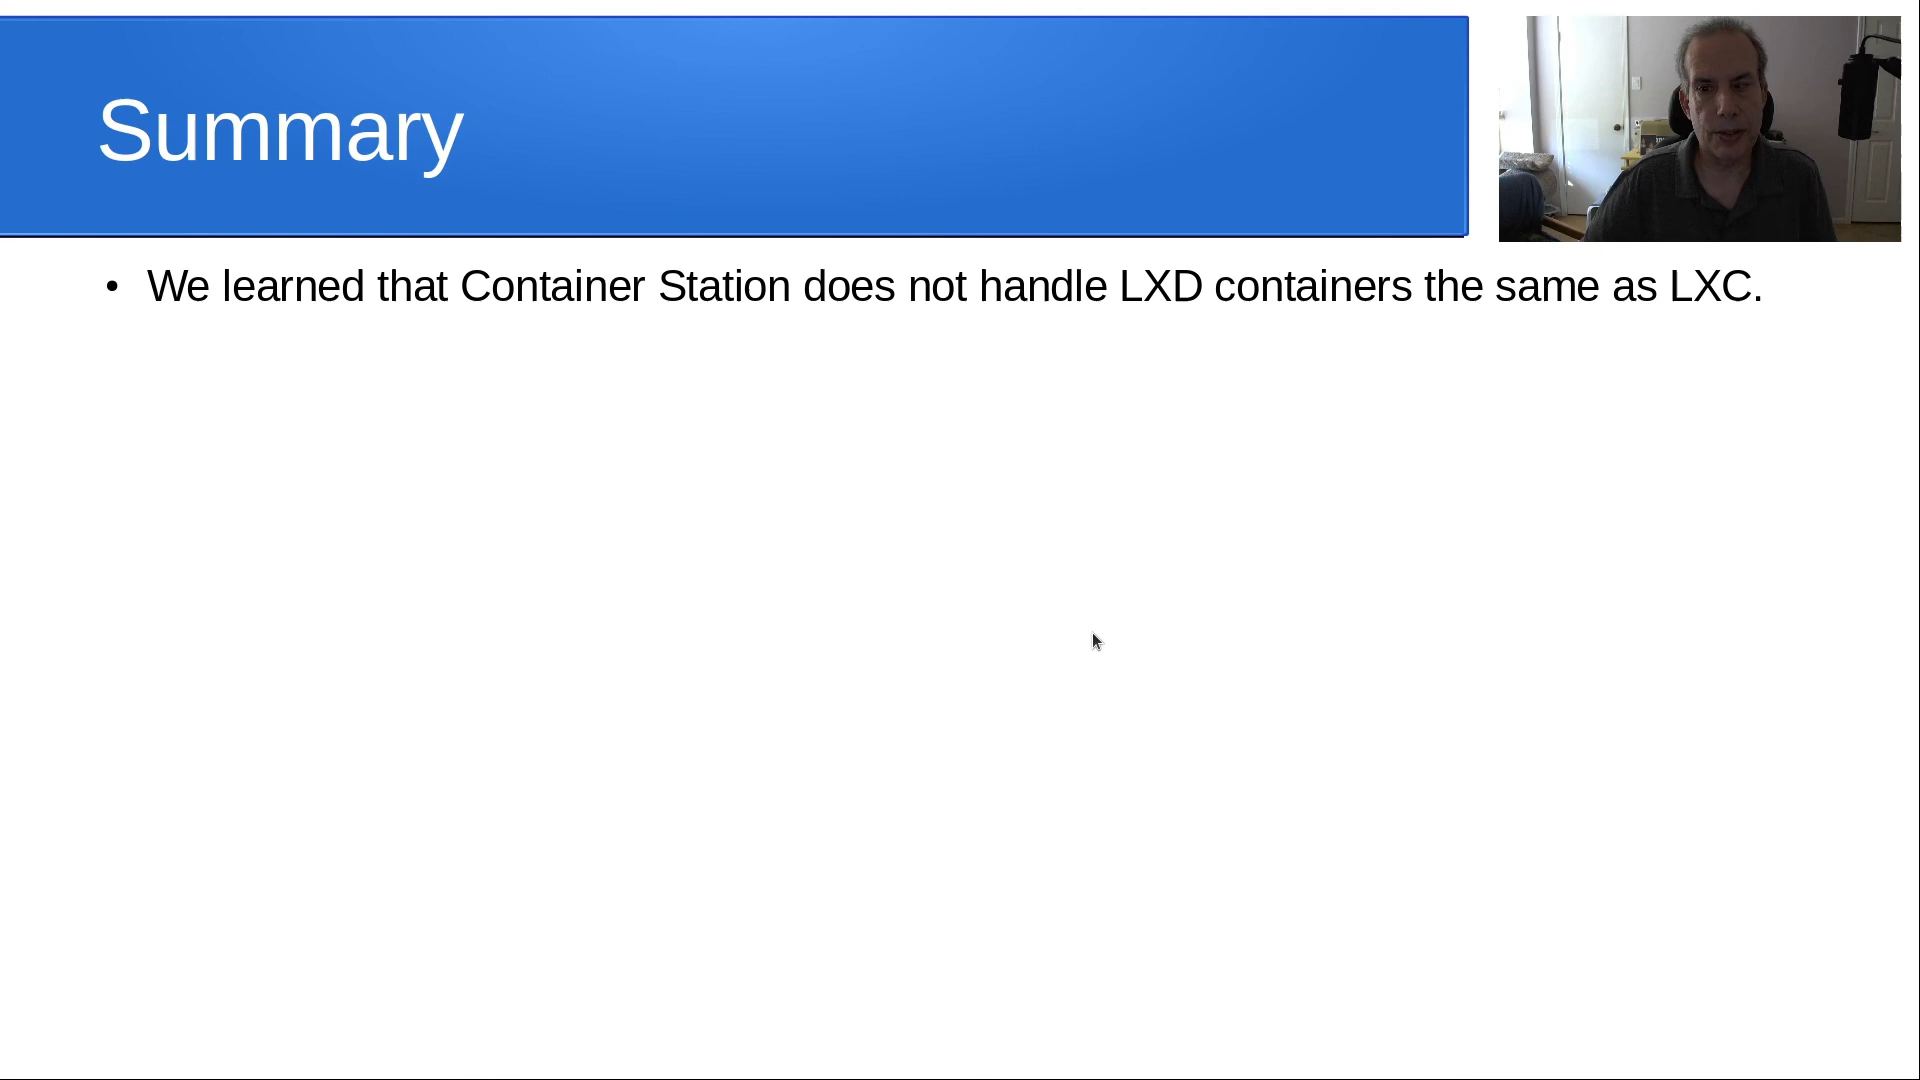 Summary
• We learned that Container Station does not handle LXD containers the same as LXC.